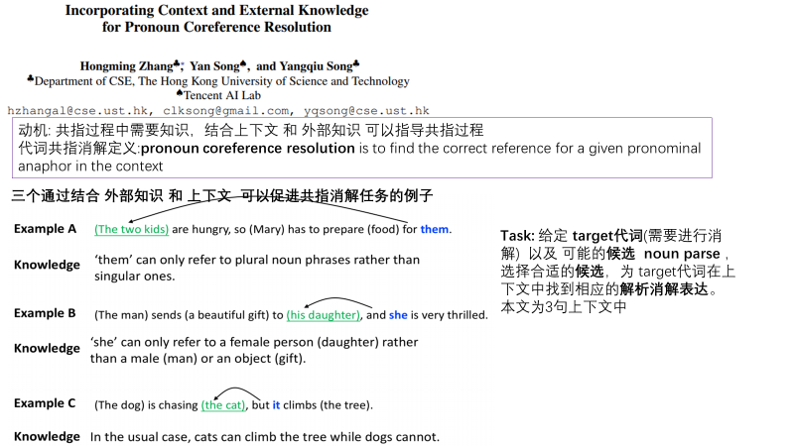 Incorporating Context and External Knowledge
for Pronoun Coreference Resolution
Hongming Zhang♣*, Yan Song♠, and Yangqiu Song♣
♣Department of CSE, The Hong Kong University of Science and Technology
♠Tencent AI Lab
hzhangal@cse.ust.hk, clksong@gmail.com, yqsong@cse.ust.hk
动机: 共指过程中需要知识，结合上下文 和 外部知识 可以指导共指过程
代词共指消解定义:pronoun coreference resolution is to find the correct reference for a given pronominal
anaphor in the context
三个通过结合 外部知识 和 上下文 可以促进共指消解任务的例子
Example A (The two kids) are hungry, so (Mary) has to prepare (food) for them.
Knowledge ‘them’ can only refer to plural noun phrases rather than
singular ones.
Example B (The man) sends (a beautiful gift) to (his daughter), and she is very thrilled.
Knowledge ‘she’ can only refer to a female person (daughter) rather
than a male (man) or an object (gift).
Example C (The dog) is chasing (the cat), but it climbs (the tree).
Knowledge In the usual case, cats can climb the tree while dogs cannot.
Task: 给定 target代词(需要进行消
解) 以及 可能的候选 noun parse ,
选择合适的候选，为 target代词在上
下文中找到相应的解析消解表达。
本文为3句上下文中